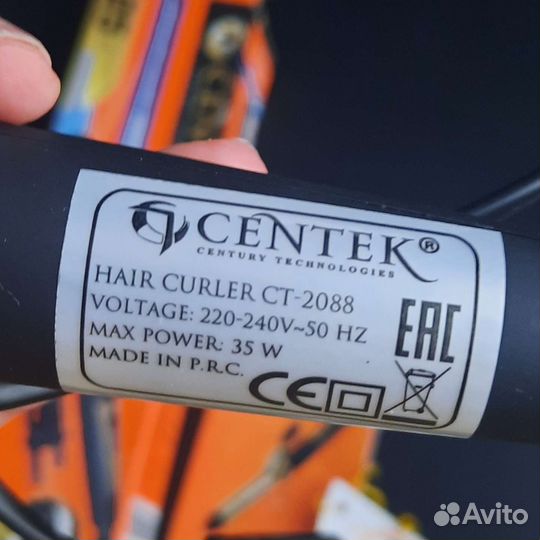 CENTEK®
CENTURY TECHNOLOGIES
HAIR CURLER CT-2088
VOLTAGE: 220-240V~50 HZ
MAX POWER: 35 W
MADE IN P.R.C.
CE
EAC
Avito